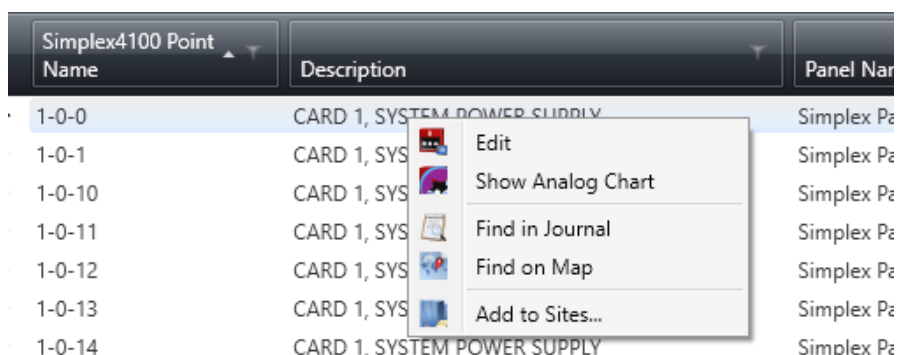 Simplex4100 Point
Name
Description
Panel Nar
1-0-0 CARD 1, SYSTEM POWER SUPPLY Simplex Pa
1-0-1 CARD 1, SYS Simplex Pa
Edit
1-0-10 CARD 1, SYS Simplex Pa
Show Analog Chart
1-0-11 CARD 1, SYS Simplex Pa
Find in Journal
1-0-12 CARD 1, SYS Simplex Pa
Find on Map
1-0-13 CARD 1, SYS Simplex Pa
Add to Sites...
1-0-14 CARD 1, SYSTEM POWER SUPPLY Simplex Pa